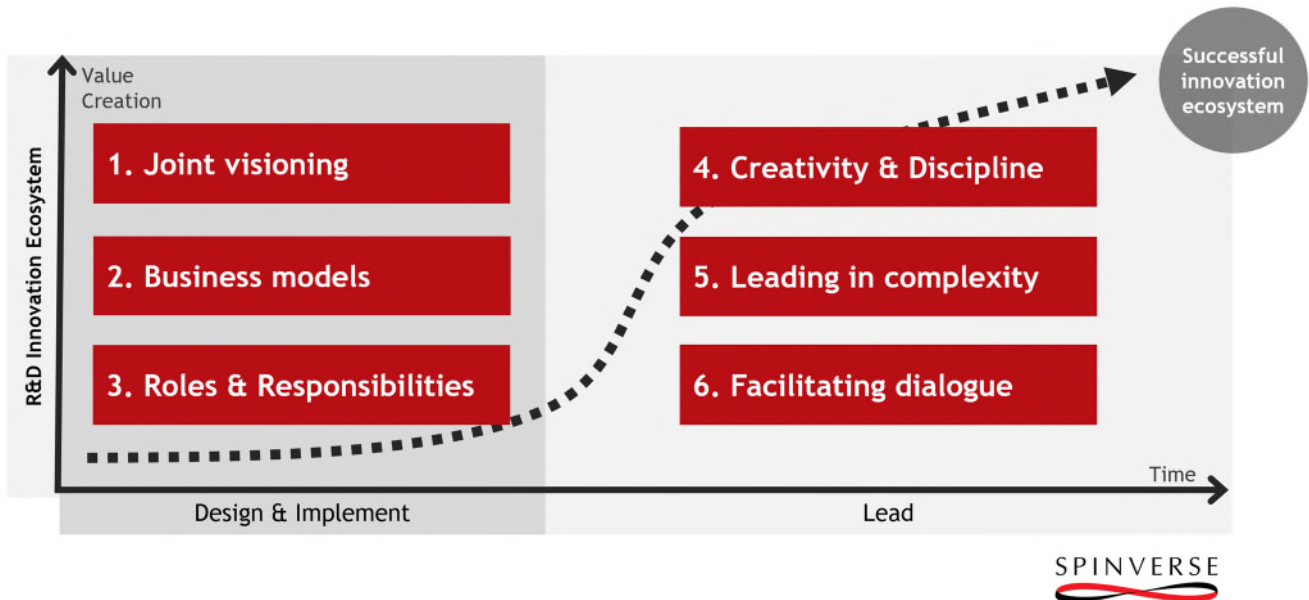 Successful
innovation
ecosystem
Value
Creation
R&D Innovation Ecosystem
1. Joint visioning
2. Business models
3. Roles & Responsibilities
4. Creativity & Discipline
5. Leading in complexity
6. Facilitating dialogue
Time
Design & Implement
Lead
SPINVERSE